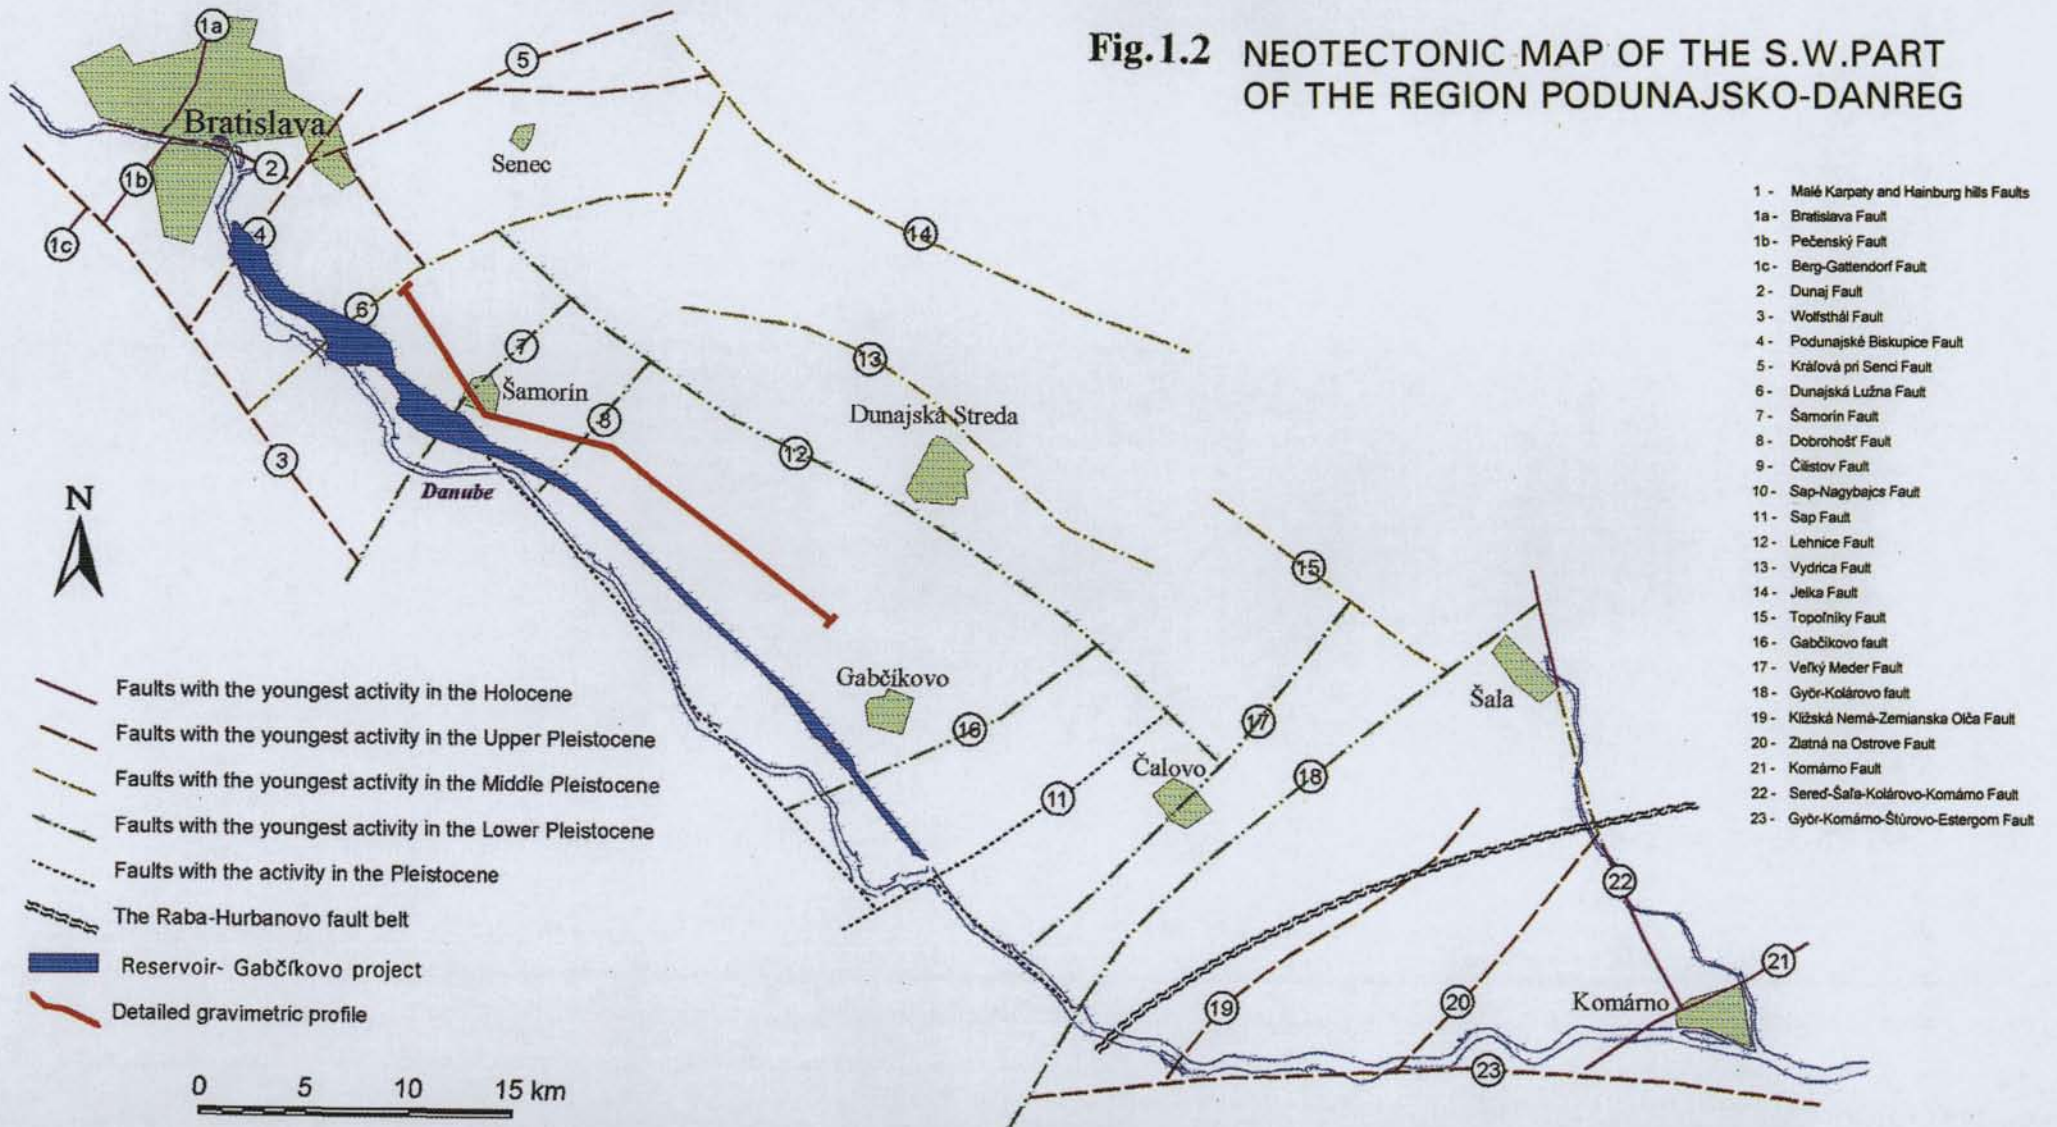 Fig.1.2 NEOTECTONIC MAP OF THE S.W.PART
OF THE REGION PODUNAJSKO-DANREG
1a
5
Bratislava
Senec
2
1b
4
1c
14
6
7
13
Šamorín
8
Dunajská Streda
12
3
Danube
N
15
Gabčíkovo
Šala
16
17
Čalovo
18
11
22
21
19
20
Komárno
23
1 - Malé Karpaty and Hainburg hills Faults
1a - Bratislava Fault
1b - Pečenský Fault
1c - Berg-Gattendorf Fault
2 - Dunaj Fault
3 - Wolfsthál Fault
4 - Podunajské Biskupice Fault
5 - Kráľová pri Senci Fault
6 - Dunajská Lužna Fault
7 - Šamorín Fault
8 - Dobrohošť Fault
9 - Čilistov Fault
10 - Sap-Nagybajcs Fault
11 - Sap Fault
12 - Lehnice Fault
13 - Vydrica Fault
14 - Jelka Fault
15 - Topoľníky Fault
16 - Gabčíkovo fault
17 - Veľký Meder Fault
18 - Györ-Kolárovo fault
19 - Klížská Nemá-Zemianska Olča Fault
20 - Zlatná na Ostrove Fault
21 - Komárno Fault
22 - Sereď-Šaľa-Kolárovo-Komárno Fault
23 - Györ-Komárno-Štúrovo-Estergom Fault
Faults with the youngest activity in the Holocene
Faults with the youngest activity in the Upper Pleistocene
Faults with the youngest activity in the Middle Pleistocene
Faults with the youngest activity in the Lower Pleistocene
Faults with the activity in the Pleistocene
The Raba-Hurbanovo fault belt
Reservoir- Gabčíkovo project
Detailed gravimetric profile
0 5 10 15 km